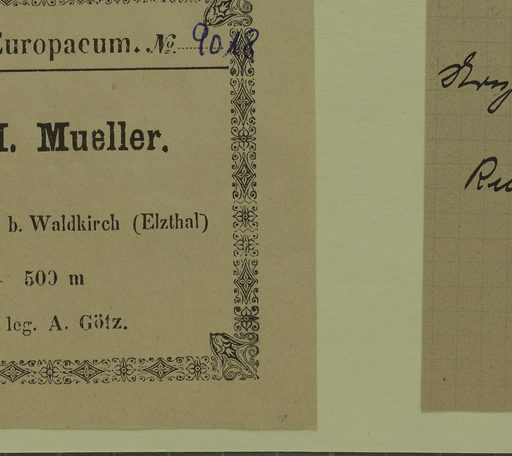 Europaeum. № 9018
Mueller.
b. Waldkirch (Elzthal)
500 m
leg. A. Götz.